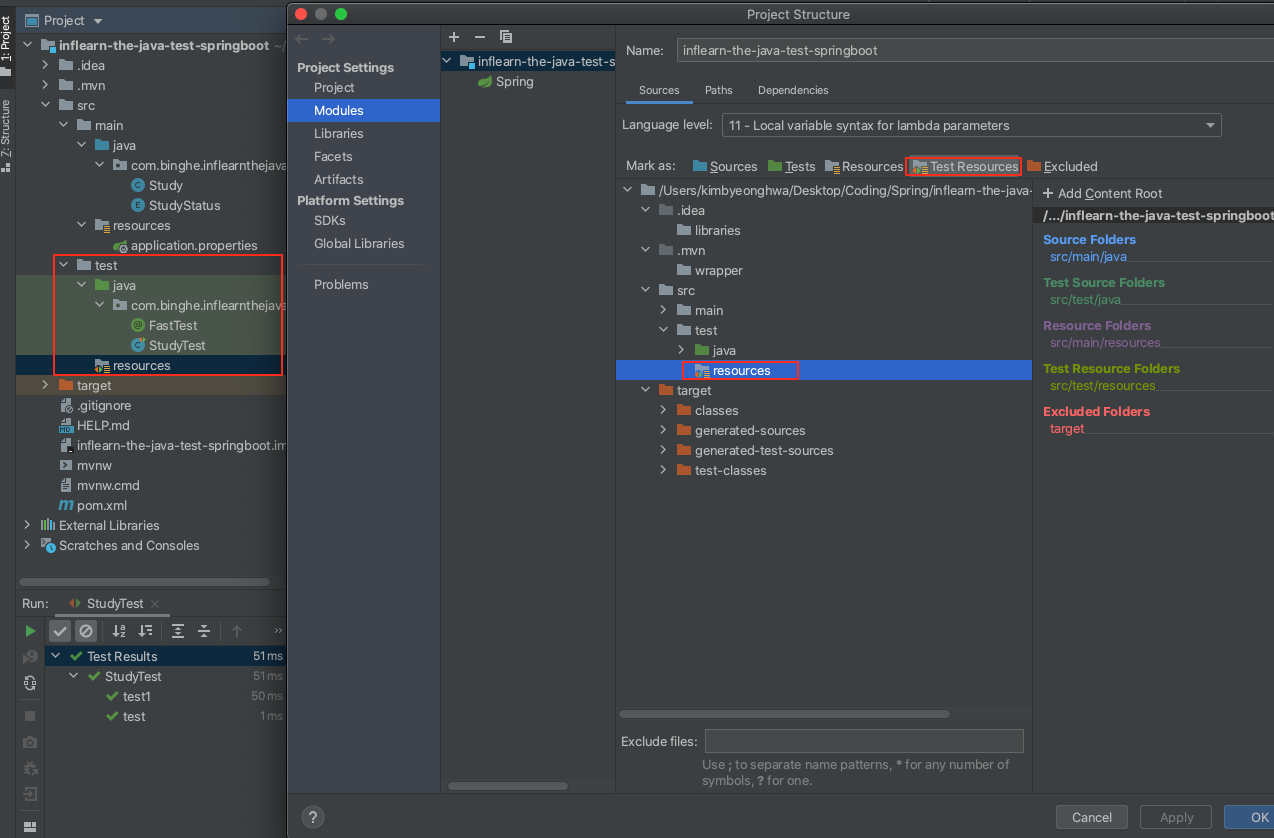 1: Project
Z: Structure
Project
inflearn-the-java-test-springboot ~/
.idea
.mvn
src
main
java
com.binghe.inflearnthejava
Study
StudyStatus
resources
application.properties
test
java
com.binghe.inflearnthejava
FastTest
StudyTest
resources
target
.gitignore
HELP.md
inflearn-the-java-test-springboot.im
mvnw
mvnw.cmd
pom.xml
External Libraries
Scratches and Consoles
Run: StudyTest
Test Results 51 ms
StudyTest 51 ms
test1 50 ms
test 1 ms
Project Structure
Project Settings
Project
Modules
Libraries
Facets
Artifacts
Platform Settings
SDKs
Global Libraries
Problems
inflearn-the-java-test-s
Spring
Name: inflearn-the-java-test-springboot
Sources Paths Dependencies
Language level: 11 - Local variable syntax for lambda parameters
Mark as: Sources Tests Resources Test Resources Excluded
/Users/kimbyeonghwa/Desktop/Coding/Spring/inflearn-the-java-
.idea
libraries
.mvn
wrapper
src
main
test
java
resources
target
classes
generated-sources
generated-test-sources
test-classes
+ Add Content Root
/.../inflearn-the-java-test-springboot
Source Folders
src/main/java
Test Source Folders
src/test/java
Resource Folders
src/main/resources
Test Resource Folders
src/test/resources
Excluded Folders
target
Exclude files:
Use ; to separate name patterns, * for any number of
symbols, ? for one.
? Cancel Apply OK